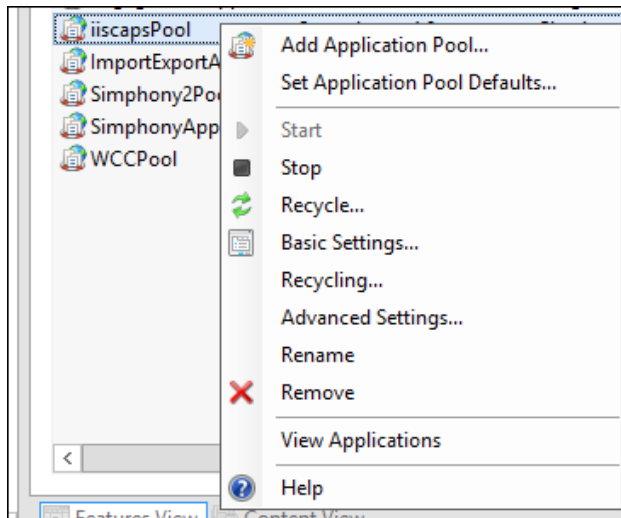 iiscapsPool
ImportExportA
Simphony2Poo
SimphonyApp
WCCPool
Add Application Pool...
Set Application Pool Defaults...
Start
Stop
Recycle...
Basic Settings...
Recycling...
Advanced Settings...
Rename
Remove
View Applications
Help
Features View
Content View